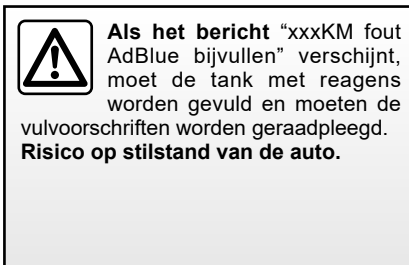 Als het bericht “xxxKM fout
AdBlue bijvullen” verschijnt,
moet de tank met reagens
worden gevuld en moeten de
vulvoorschriften worden geraadpleegd.
Risico op stilstand van de auto.